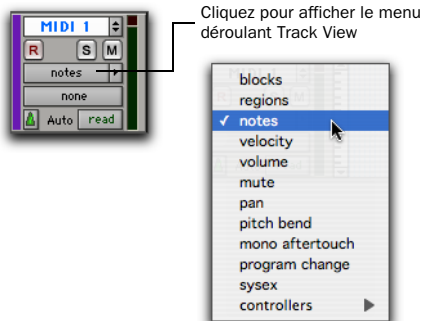 MIDI 1
R S M
notes
none
Auto read
Cliquez pour afficher le menu
déroulant Track View
blocks
regions
✓ notes
velocity
volume
mute
pan
pitch bend
mono aftertouch
program change
sysex
controllers